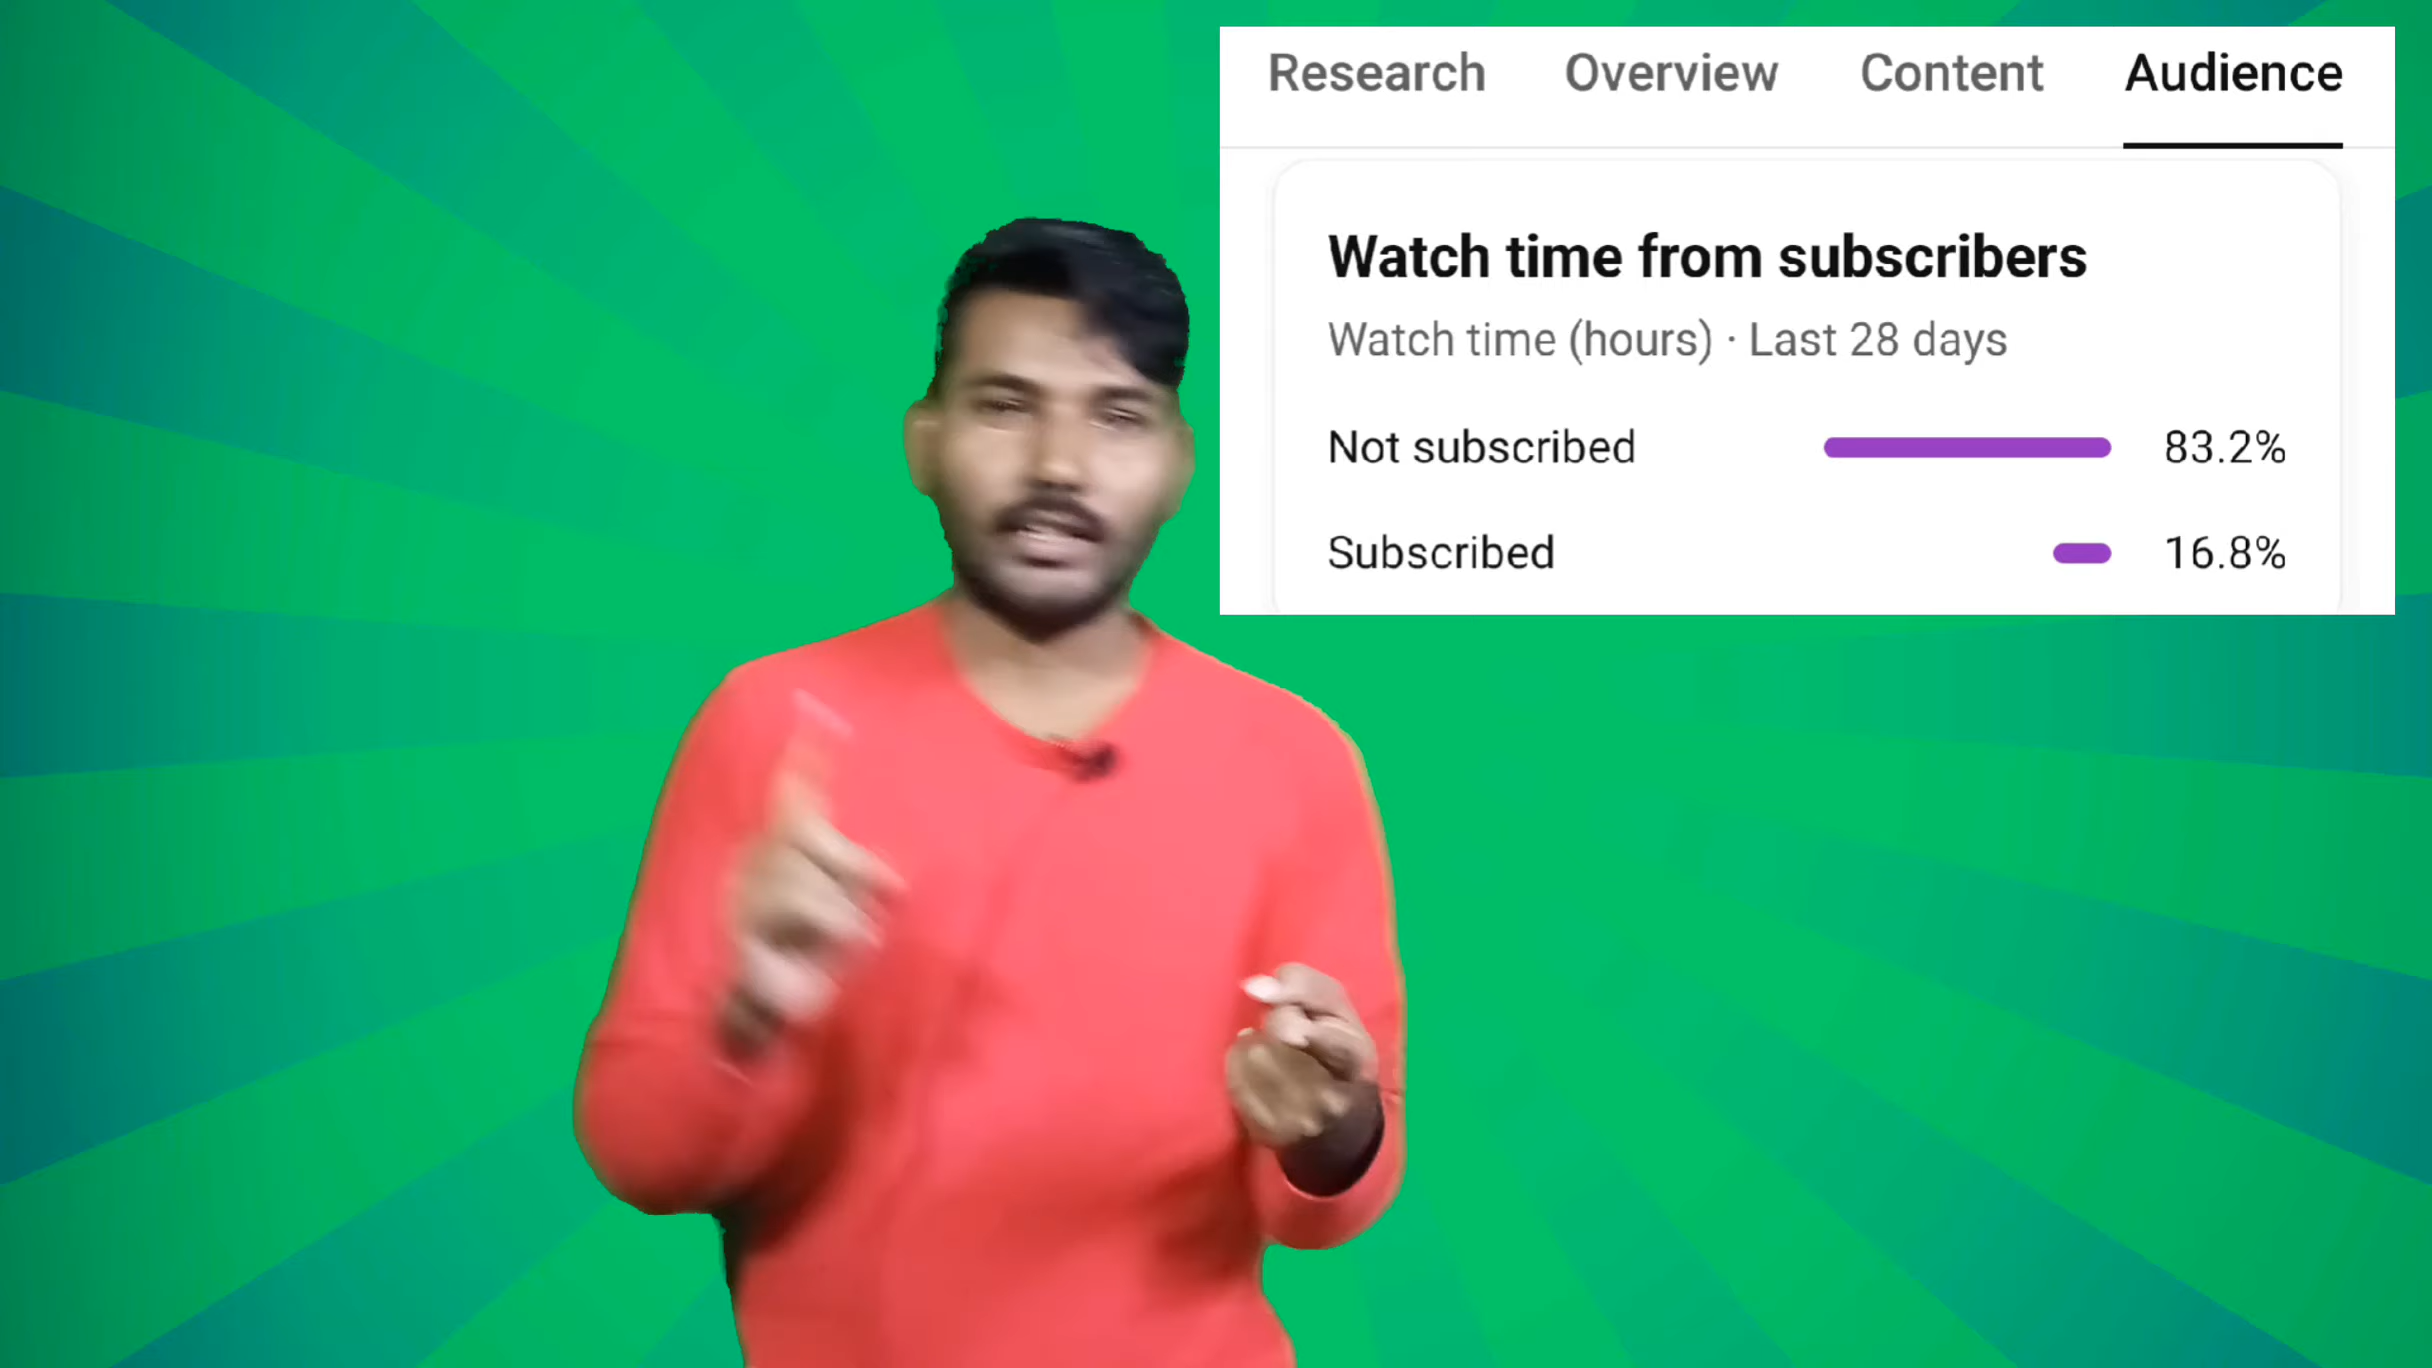 Research Overview Content Audience
Watch time from subscribers
Watch time (hours) · Last 28 days
Not subscribed 83.2%
Subscribed 16.8%